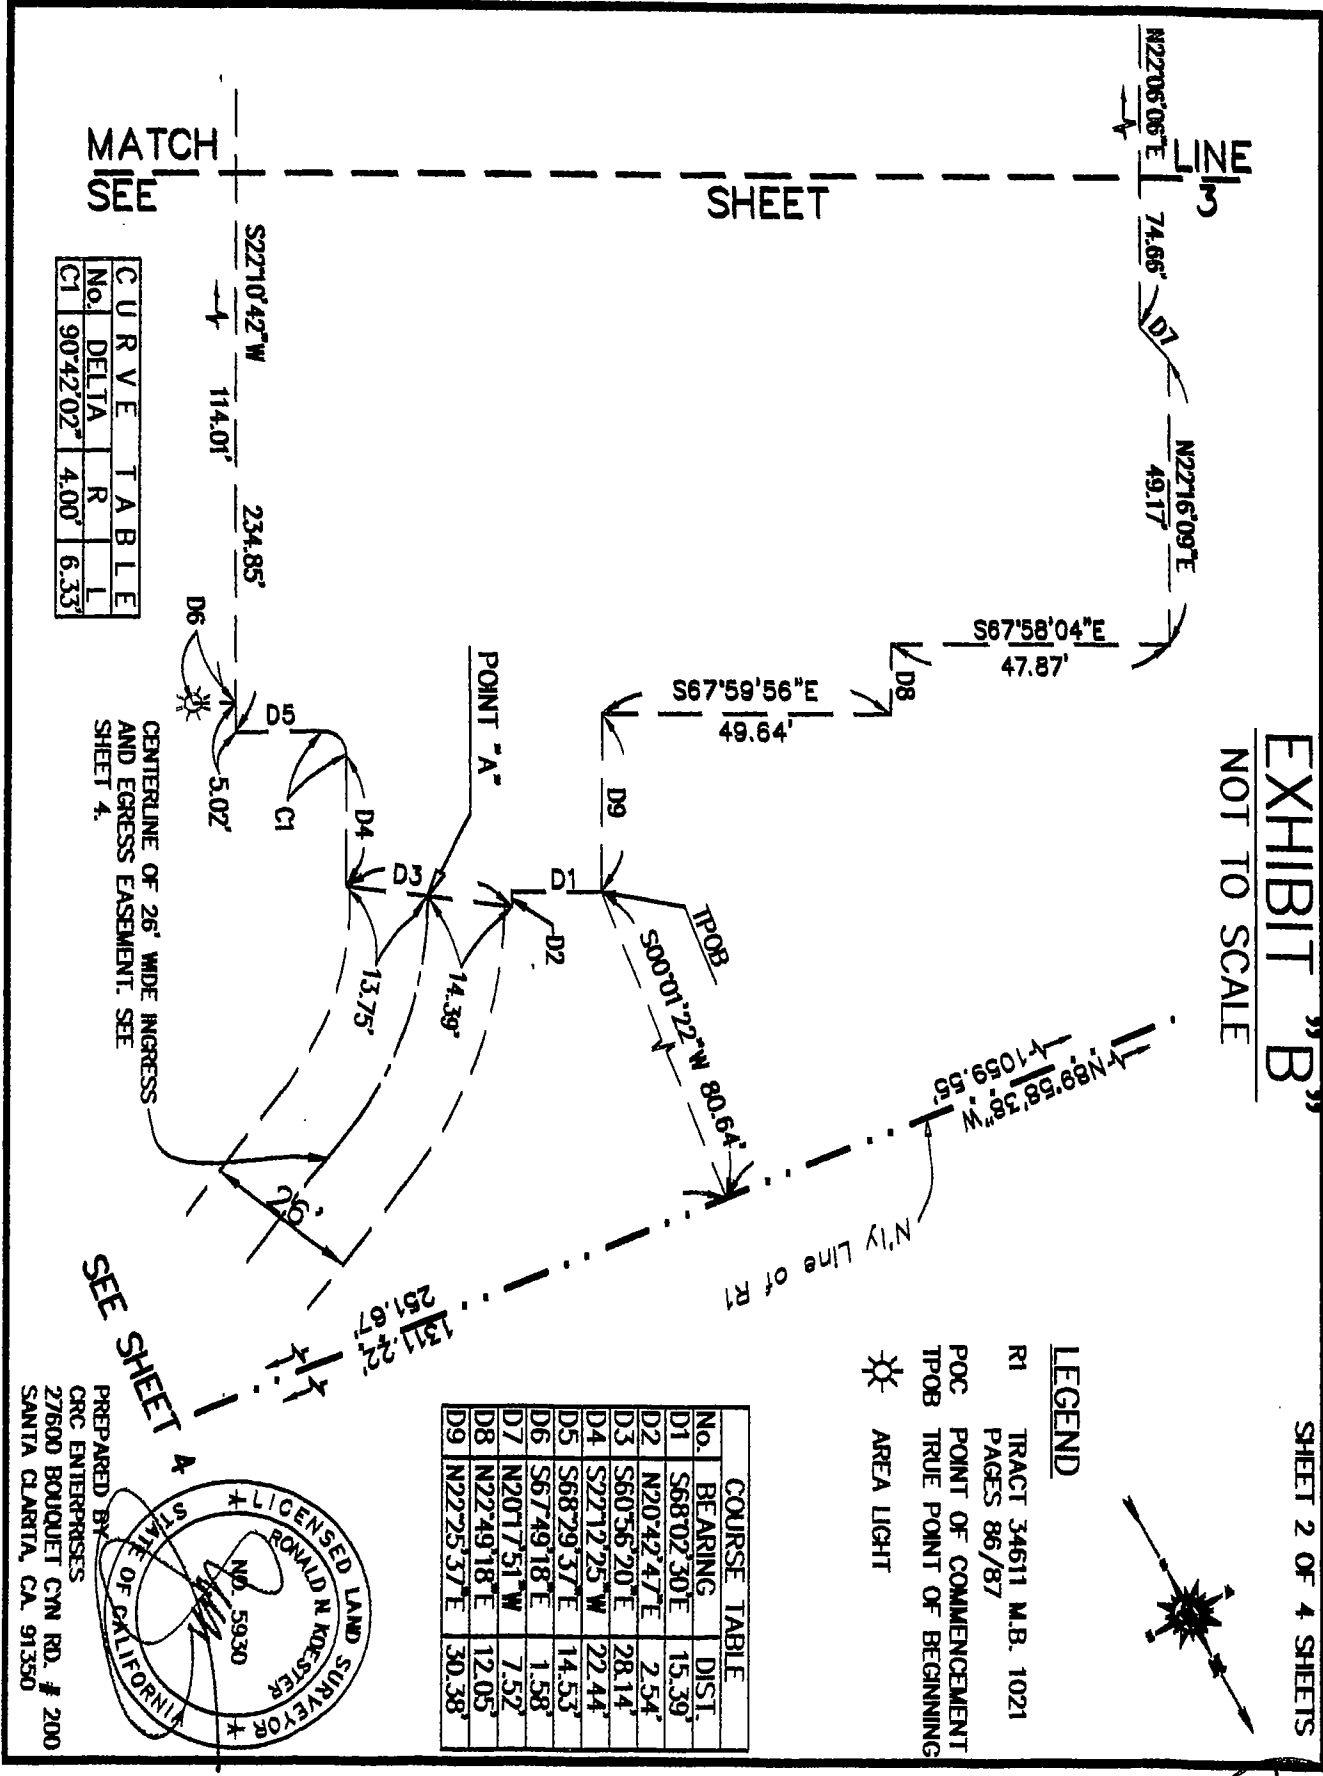 SHEET 2 OF 4 SHEETS
EXHIBIT "B"
NOT TO SCALE
LEGEND
R1 TRACT 34611 M.B. 1021
PAGES 86/87
POC POINT OF COMMENCEMENT
TPOB TRUE POINT OF BEGINNING
AREA LIGHT
N22°06'06"E
74.66'
D7
N22°16'09"E
49.17'
S67°58'04"E
47.87'
D8
S67°59'56"E
49.64'
D9
TPOB
D1
D2
S00°01'22"W 80.64'
N89°58'38"W
1059.55'
N'ly Line of R1
1311.22'
251.67'
MATCH LINE
SEE SHEET 3
POINT "A"
D3
14.39'
13.75'
D4
C1
D5
5.02'
D6
S22°10'42"W
114.01'
234.85'
26'
CENTERLINE OF 26' WIDE INGRESS
AND EGRESS EASEMENT. SEE
SHEET 4.
SEE SHEET 4
CURVE TABLE
No. DELTA R L
C1 90°42'02" 4.00' 6.33'
COURSE TABLE
No. BEARING DIST.
D1 S68°02'30"E 15.39'
D2 N20°42'47"E 2.54'
D3 S60°56'20"E 28.14'
D4 S22°12'25"W 22.44'
D5 S68°29'37"E 14.53'
D6 S67°49'18"E 1.58'
D7 N20°17'51"W 7.52'
D8 N22°49'18"E 12.05'
D9 N22°25'37"E 30.38'
PREPARED BY
CRC ENTERPRISES
27600 BOUQUET CYN RD. # 200
SANTA CLARITA, CA. 91350
LICENSED LAND SURVEYOR
RONALD N. KOESTER
NO. 5930
STATE OF CALIFORNIA